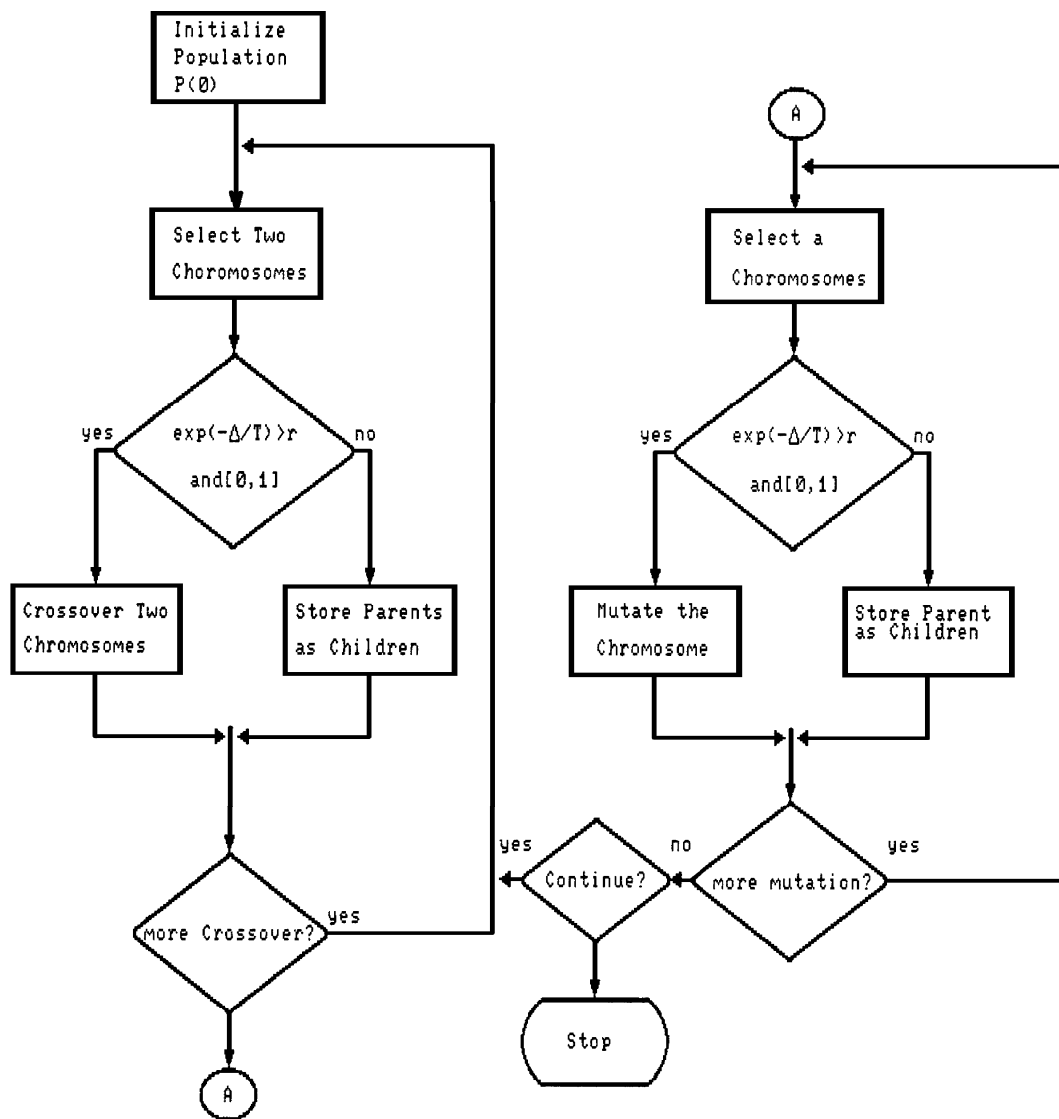 Initialize
Population
P(0)
Select Two
Choromosomes
yes
exp(-Δ/T)>r
and[0,1]
no
Crossover Two
Chromosomes
Store Parents
as Children
more Crossover?
yes
A
A
Select a
Choromosomes
yes
exp(-Δ/T)>r
and[0,1]
no
Mutate the
Chromosome
Store Parent
as Children
more mutation?
yes
no
Continue?
yes
Stop